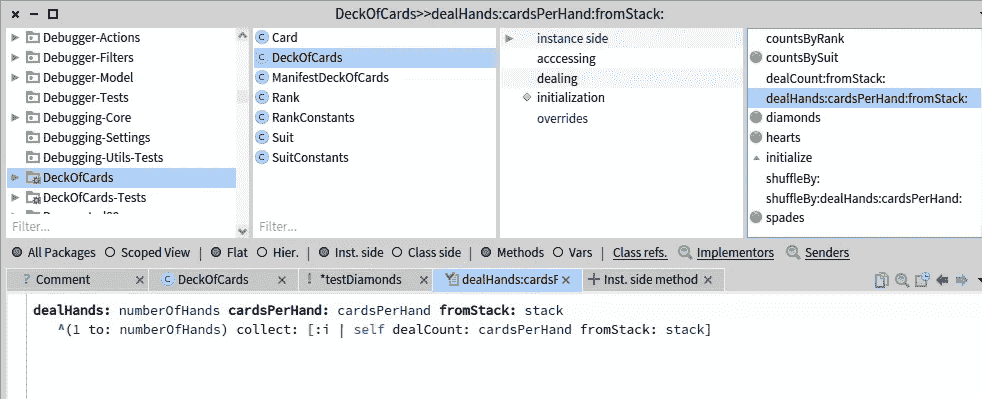 DeckOfCards>>dealHands:cardsPerHand:fromStack:
Debugger-Actions
Debugger-Filters
Debugger-Model
Debugger-Tests
Debugging-Core
Debugging-Settings
Debugging-Utils-Tests
DeckOfCards
DeckOfCards-Tests
Filter...
Card
DeckOfCards
ManifestDeckOfCards
Rank
RankConstants
Suit
SuitConstants
Filter...
instance side
acccessing
dealing
initialization
overrides
countsByRank
countsBySuit
dealCount:fromStack:
dealHands:cardsPerHand:fromStack:
diamonds
hearts
initialize
shuffleBy:
shuffleBy:dealHands:cardsPerHand:
spades
All Packages Scoped View | Flat Hier. | Inst. side Class side | Methods Vars | Class refs. Implementors Senders
? Comment × DeckOfCards × ! *testDiamonds × dealHands:cardsF × Inst. side method ×
dealHands: numberOfHands cardsPerHand: cardsPerHand fromStack: stack
^(1 to: numberOfHands) collect: [:i | self dealCount: cardsPerHand fromStack: stack]